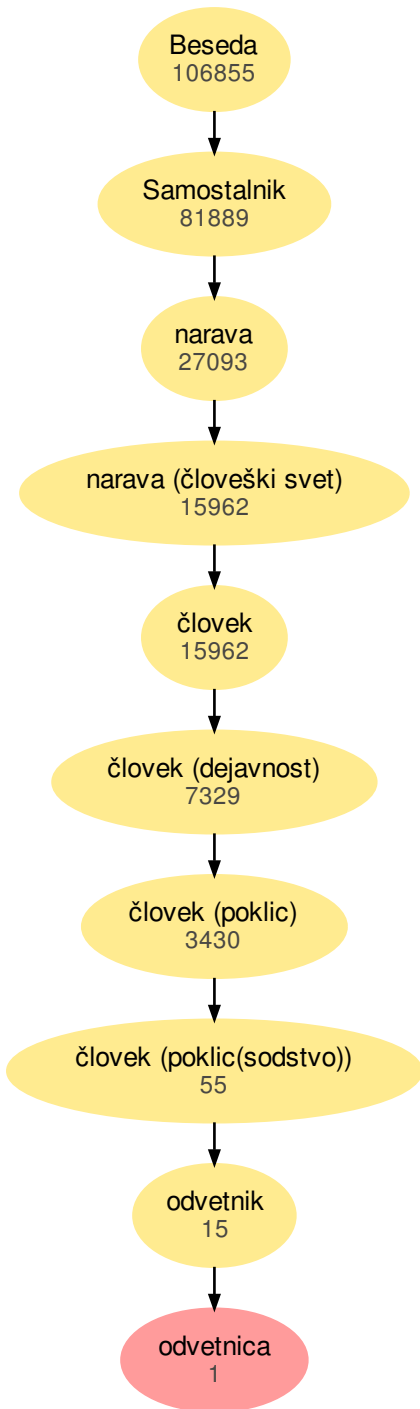 Beseda
106855
Samostalnik
81889
narava
27093
narava (človeški svet)
15962
človek
15962
človek (dejavnost)
7329
človek (poklic)
3430
človek (poklic(sodstvo))
55
odvetnik
15
odvetnica
1